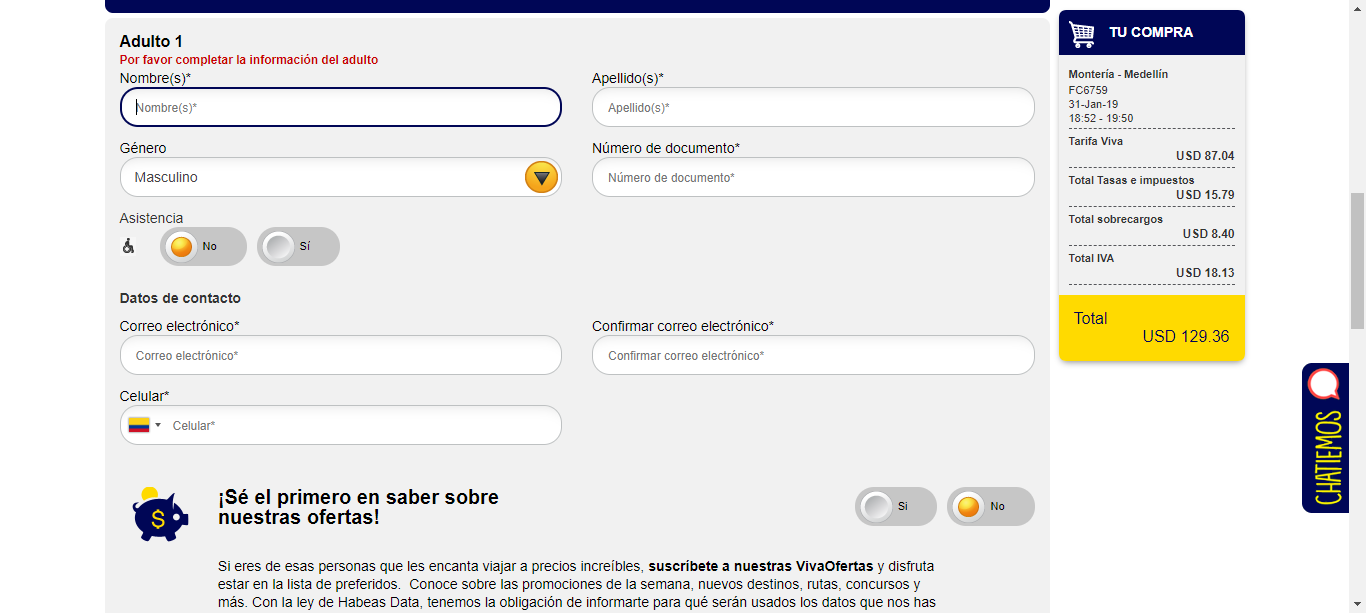 Adulto 1
Por favor completar la información del adulto
Nombre(s)*
Apellido(s)*
Nombre(s)*
Apellido(s)*
Género
Número de documento*
Masculino
Número de documento*
Asistencia
No
Sí
Datos de contacto
Correo electrónico*
Confirmar correo electrónico*
Correo electrónico*
Confirmar correo electrónico*
Celular*
Celular*
$
¡Sé el primero en saber sobre
nuestras ofertas!
Si
No
Si eres de esas personas que les encanta viajar a precios increíbles, suscríbete a nuestras VivaOfertas y disfruta
estar en la lista de preferidos. Conoce sobre las promociones de la semana, nuevos destinos, rutas, concursos y
más. Con la ley de Habeas Data, tenemos la obligación de informarte para qué serán usados los datos que nos has
TU COMPRA
Montería - Medellín
FC6759
31-Jan-19
18:52 - 19:50
Tarifa Viva
USD 87.04
Total Tasas e impuestos
USD 15.79
Total sobrecargos
USD 8.40
Total IVA
USD 18.13
Total
USD 129.36
CHATIEMOS